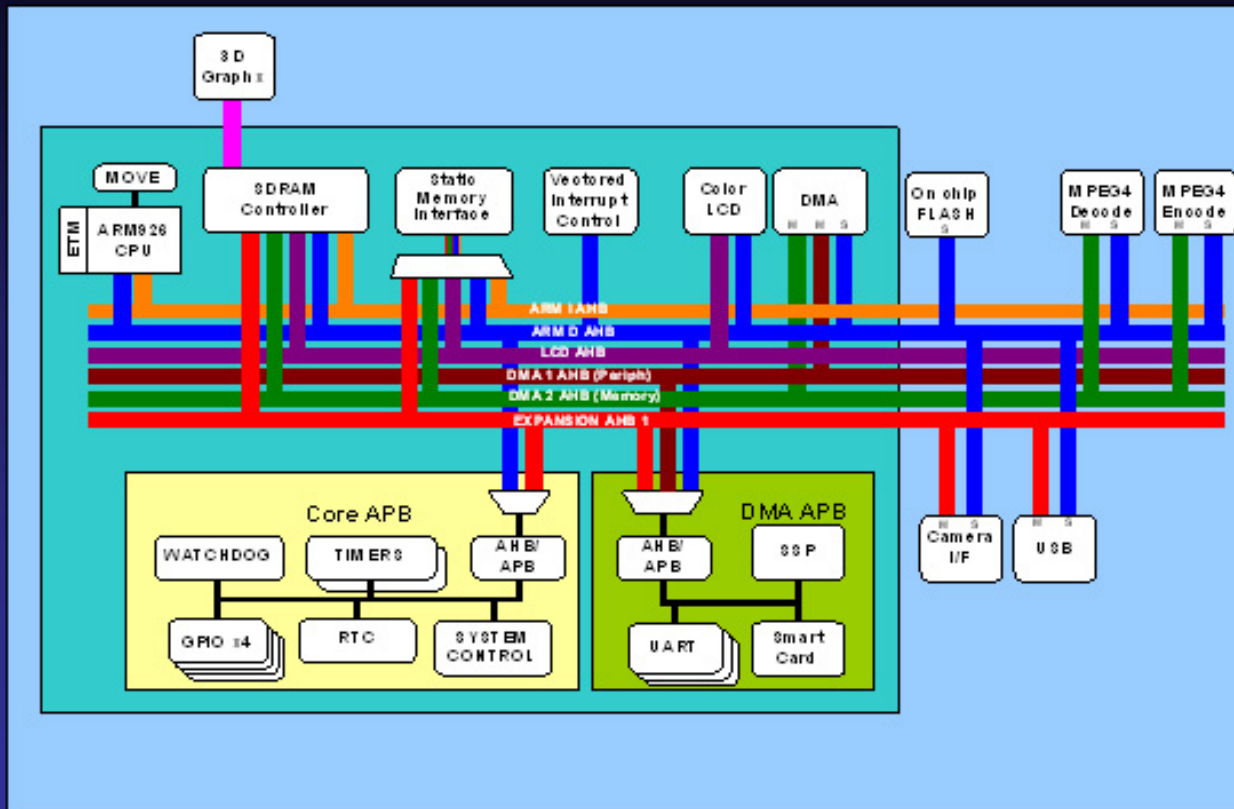 3D
Graphx
MOVE
ETM
ARM926
CPU
SDRAM
Controller
Static
Memory
Interface
Vectored
Interrupt
Control
Color
LCD
DMA
M M S
On chip
FLASH
S
MPEG4
Decode
M S
MPEG4
Encode
M S
ARM I AHB
ARM D AHB
LCD AHB
DMA 1 AHB (Periph)
DMA 2 AHB (Memory)
EXPANSION AHB 1
Core APB
WATCHDOG
TIMERS
AHB/
APB
GPIO x4
RTC
SYSTEM
CONTROL
DMA APB
AHB/
APB
SSP
UART
Smart
Card
M S
Camera
I/F
M S
USB